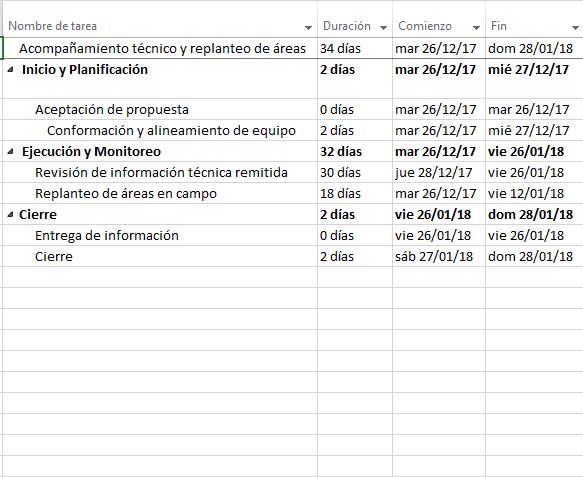 Nombre de tarea Duración Comienzo Fin
Acompañamiento técnico y replanteo de áreas 34 días mar 26/12/17 dom 28/01/18
Inicio y Planificación 2 días mar 26/12/17 mié 27/12/17
Aceptación de propuesta 0 días mar 26/12/17 mar 26/12/17
Conformación y alineamiento de equipo 2 días mar 26/12/17 mié 27/12/17
Ejecución y Monitoreo 32 días mar 26/12/17 vie 26/01/18
Revisión de información técnica remitida 30 días jue 28/12/17 vie 26/01/18
Replanteo de áreas en campo 18 días mar 26/12/17 vie 12/01/18
Cierre 2 días vie 26/01/18 dom 28/01/18
Entrega de información 0 días vie 26/01/18 vie 26/01/18
Cierre 2 días sáb 27/01/18 dom 28/01/18